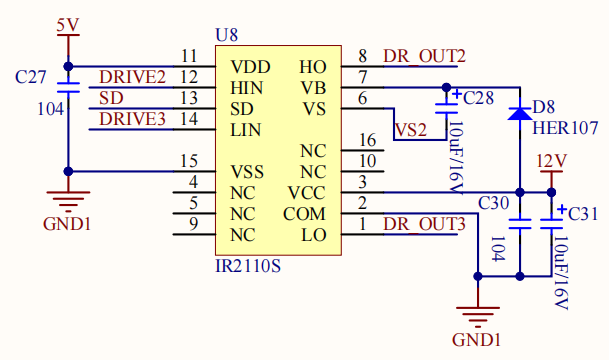 5V
U8
11
VDD
HO
8
DR_OUT2
C27
DRIVE2
12
HIN
VB
7
104
SD
13
SD
VS
6
C28
DRIVE3
14
LIN
VS2
10uF/16V
D8
HER107
NC
16
15
VSS
NC
10
12V
4
NC
VCC
3
C30
C31
GND1
5
NC
COM
2
104
10uF/16V
9
NC
LO
1
DR_OUT3
IR2110S
GND1